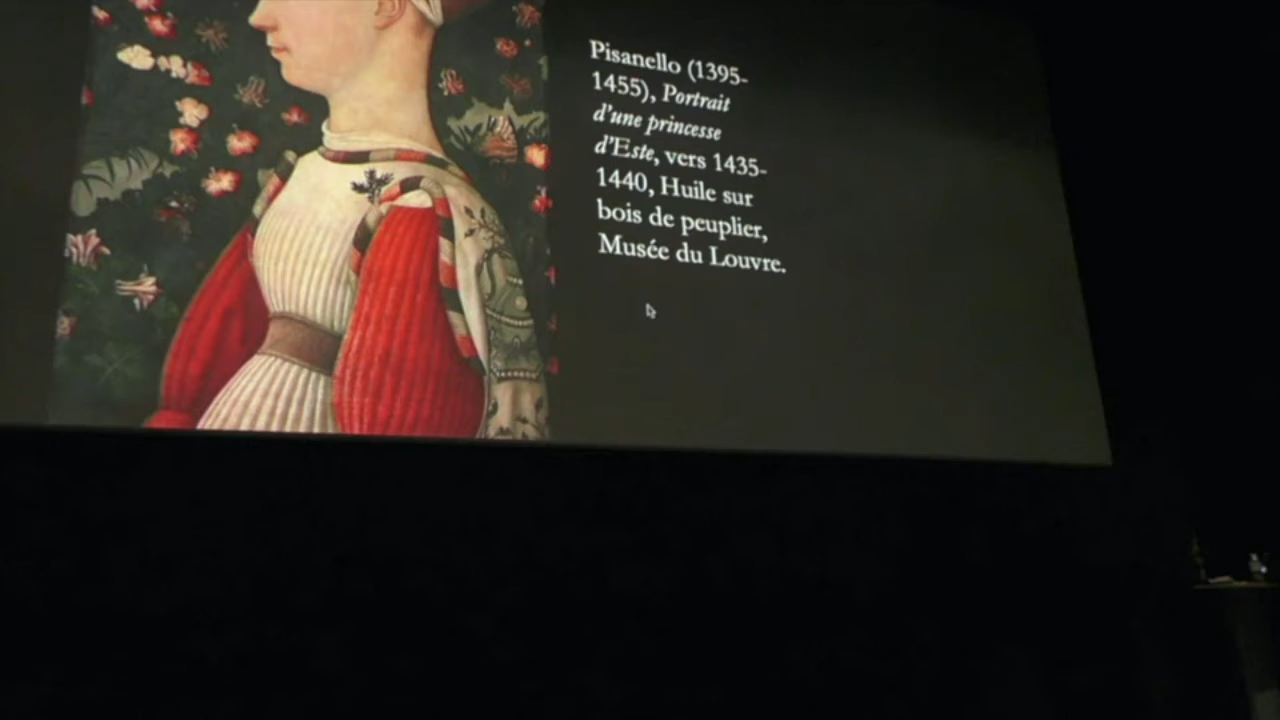 Pisanello (1395-
1455), Portrait
d'une princesse
d'Este, vers 1435-
1440, Huile sur
bois de peuplier,
Musée du Louvre.